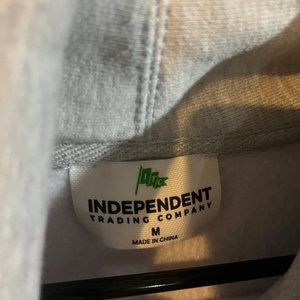 INDEPENDENT
TRADING COMPANY
M
MADE IN CHINA